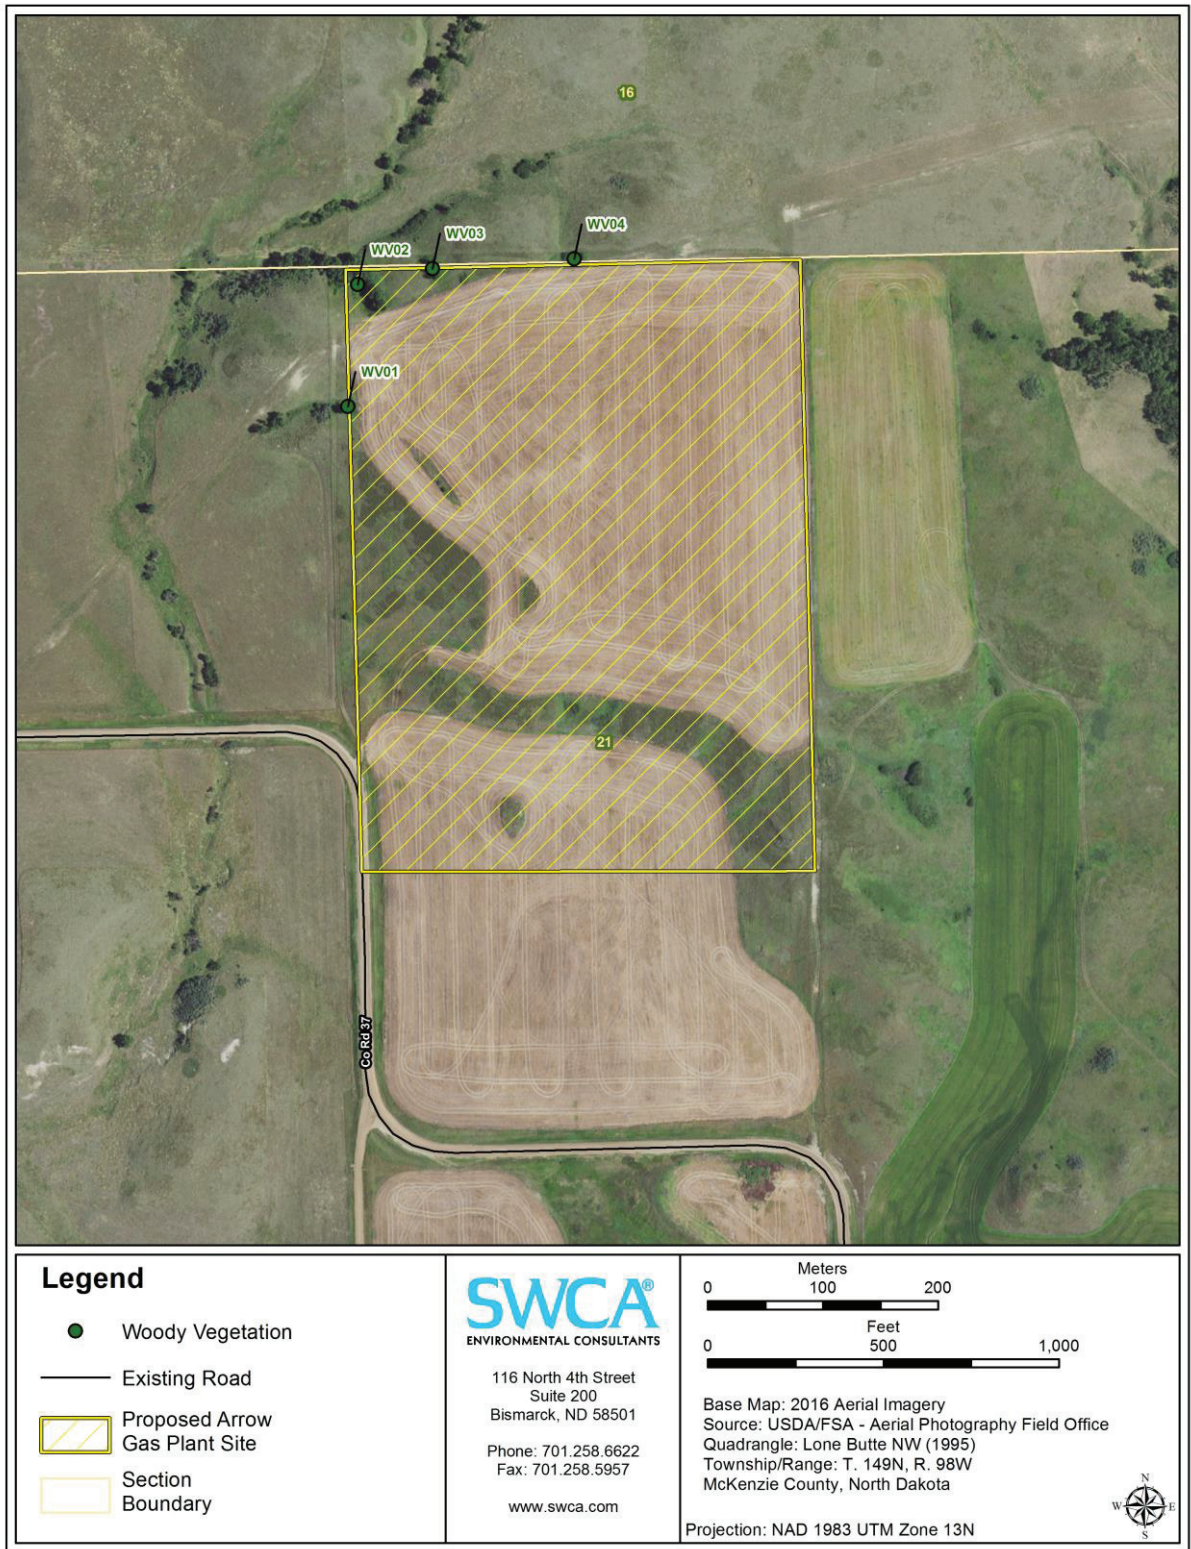 16
WV04
WV03
WV02
WV01
21
Co Rd 37
Legend
Woody Vegetation
Existing Road
Proposed Arrow
Gas Plant Site
Section
Boundary
SWCA®
ENVIRONMENTAL CONSULTANTS
116 North 4th Street
Suite 200
Bismarck, ND 58501
Phone: 701.258.6622
Fax: 701.258.5957
www.swca.com
Meters
0 100 200
Feet
0 500 1,000
Base Map: 2016 Aerial Imagery
Source: USDA/FSA - Aerial Photography Field Office
Quadrangle: Lone Butte NW (1995)
Township/Range: T. 149N, R. 98W
McKenzie County, North Dakota
Projection: NAD 1983 UTM Zone 13N
N
W E
S